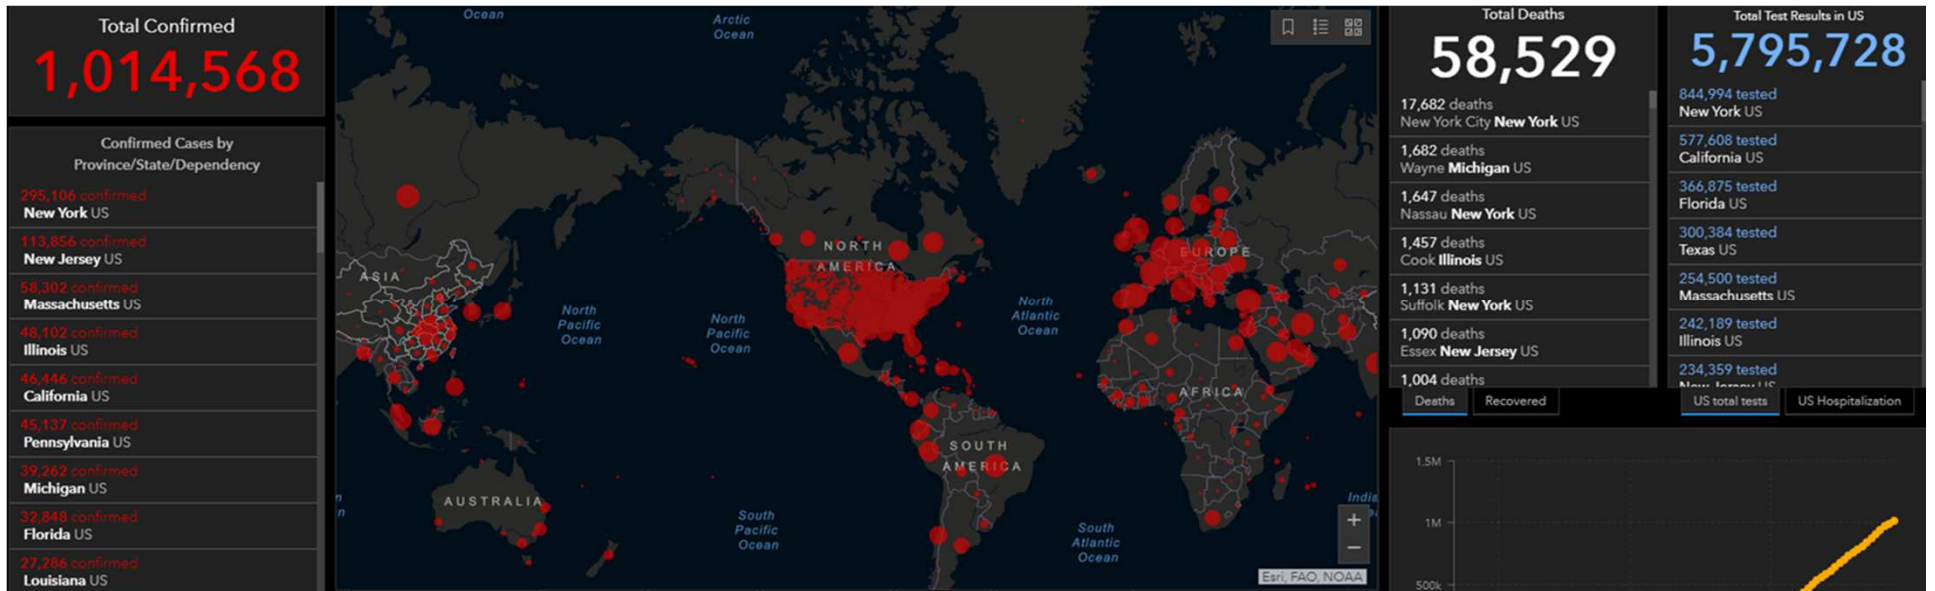 Total Confirmed
1,014,568
Confirmed Cases by
Province/State/Dependency
295,106 confirmed
New York US
113,856 confirmed
New Jersey US
58,302 confirmed
Massachusetts US
48,102 confirmed
Illinois US
46,446 confirmed
California US
45,137 confirmed
Pennsylvania US
39,262 confirmed
Michigan US
32,848 confirmed
Florida US
27,286 confirmed
Louisiana US
Ocean
Arctic
Ocean
NORTH
AMERICA
EUROPE
ASIA
North
Pacific
Ocean
North
Pacific
Ocean
North
Atlantic
Ocean
AFRICA
SOUTH
AMERICA
AUSTRALIA
South
Pacific
Ocean
South
Atlantic
Ocean
Esri, FAO, NOAA
Total Deaths
58,529
17,682 deaths
New York City New York US
1,682 deaths
Wayne Michigan US
1,647 deaths
Nassau New York US
1,457 deaths
Cook Illinois US
1,131 deaths
Suffolk New York US
1,090 deaths
Essex New Jersey US
1,004 deaths
Deaths
Recovered
Total Test Results in US
5,795,728
844,994 tested
New York US
577,608 tested
California US
366,875 tested
Florida US
300,384 tested
Texas US
254,500 tested
Massachusetts US
242,189 tested
Illinois US
234,359 tested
New Jersey US
US total tests
US Hospitalization
1.5M
1M
500k